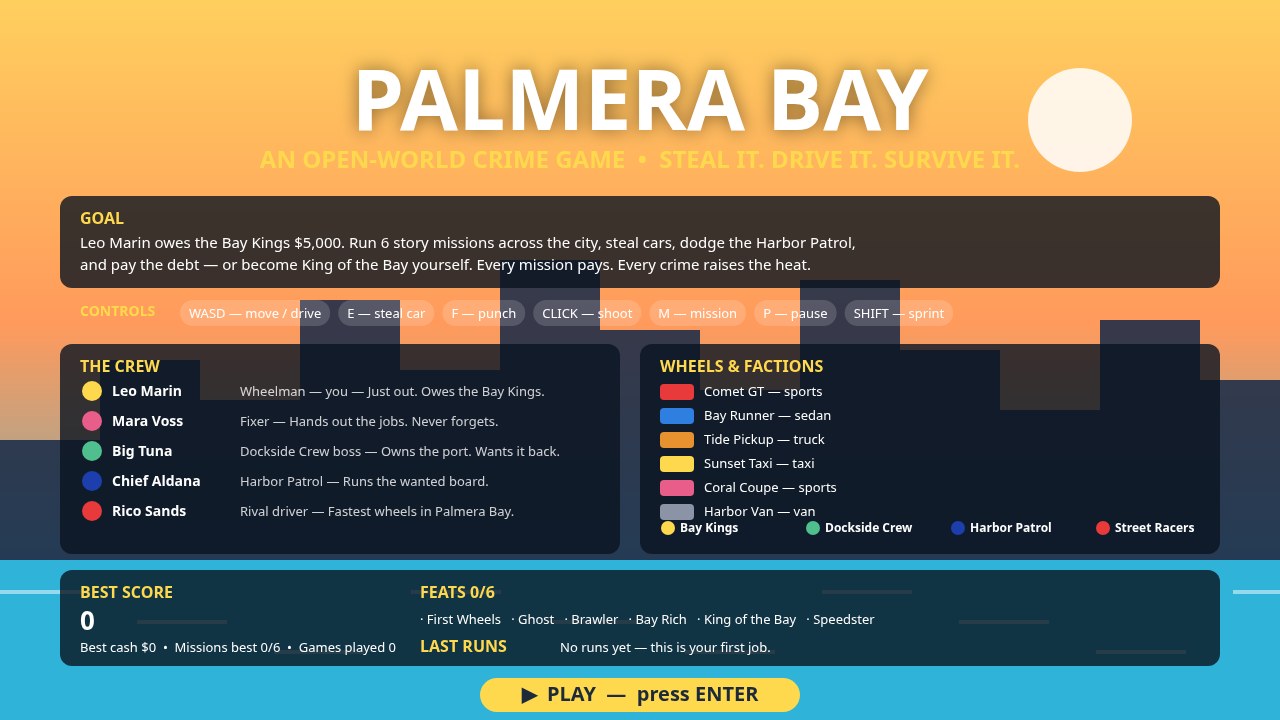 PALMERA BAY
AN OPEN-WORLD CRIME GAME • STEAL IT. DRIVE IT. SURVIVE IT.
GOAL
Leo Marin owes the Bay Kings $5,000. Run 6 story missions across the city, steal cars, dodge the Harbor Patrol,
and pay the debt — or become King of the Bay yourself. Every mission pays. Every crime raises the heat.
CONTROLS WASD — move / drive E — steal car F — punch CLICK — shoot M — mission P — pause SHIFT — sprint
THE CREW
Leo Marin Wheelman — you — Just out. Owes the Bay Kings.
Mara Voss Fixer — Hands out the jobs. Never forgets.
Big Tuna Dockside Crew boss — Owns the port. Wants it back.
Chief Aldana Harbor Patrol — Runs the wanted board.
Rico Sands Rival driver — Fastest wheels in Palmera Bay.
WHEELS & FACTIONS
Comet GT — sports
Bay Runner — sedan
Tide Pickup — truck
Sunset Taxi — taxi
Coral Coupe — sports
Harbor Van — van
Bay Kings Dockside Crew Harbor Patrol Street Racers
BEST SCORE
0
Best cash $0 • Missions best 0/6 • Games played 0
FEATS 0/6
· First Wheels · Ghost · Brawler · Bay Rich · King of the Bay · Speedster
LAST RUNS No runs yet — this is your first job.
▶ PLAY — press ENTER